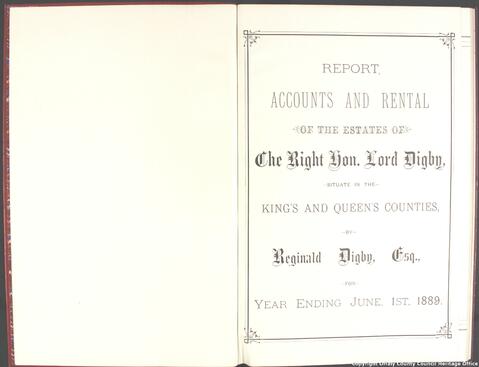 REPORT,
ACCOUNTS AND RENTAL
OF THE ESTATES OF
The Right Hon. Lord Digby,
SITUATE IN THE
KING'S AND QUEEN'S COUNTIES,
-BY-
Reginald Digby, Esq.,
-FOR-
YEAR ENDING JUNE, 1ST, 1889.
Copyright Offaly County Council Heritage Office